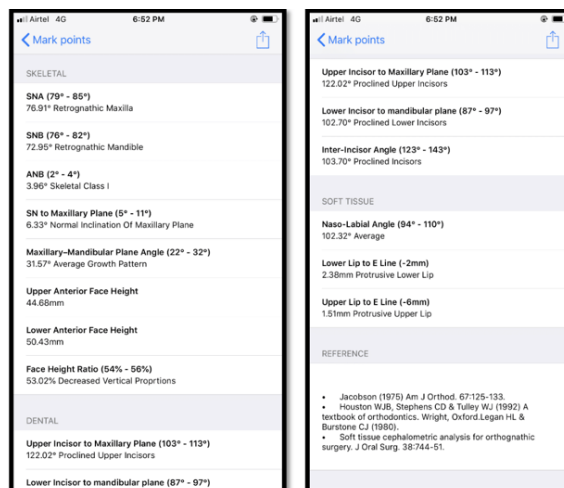 Airtel 4G 6:52 PM
Mark points
SKELETAL
SNA (79° - 85°)
76.91° Retrognathic Maxilla
SNB (76° - 82°)
72.95° Retrognathic Mandible
ANB (2° - 4°)
3.96° Skeletal Class I
SN to Maxillary Plane (5° - 11°)
6.33° Normal Inclination Of Maxillary Plane
Maxillary–Mandibular Plane Angle (22° - 32°)
31.57° Average Growth Pattern
Upper Anterior Face Height
44.68mm
Lower Anterior Face Height
50.43mm
Face Height Ratio (54% - 56%)
53.02% Decreased Vertical Proprtions
DENTAL
Upper Incisor to Maxillary Plane (103° - 113°)
122.02° Proclined Upper Incisors
Lower Incisor to mandibular plane (87° - 97°)
Airtel 4G 6:52 PM
Mark points
Upper Incisor to Maxillary Plane (103° - 113°)
122.02° Proclined Upper Incisors
Lower Incisor to mandibular plane (87° - 97°)
102.70° Proclined Lower Incisors
Inter-Incisor Angle (123° - 143°)
103.70° Proclined Incisors
SOFT TISSUE
Naso-Labial Angle (94° - 110°)
102.32° Average
Lower Lip to E Line (-2mm)
2.38mm Protrusive Lower Lip
Upper Lip to E Line (-6mm)
1.51mm Protrusive Upper Lip
REFERENCE
• Jacobson (1975) Am J Orthod. 67:125-133.
• Houston WJB, Stephens CD & Tulley WJ (1992) A
textbook of orthodontics. Wright, Oxford.Legan HL &
Burstone CJ (1980).
• Soft tissue cephalometric analysis for orthognathic
surgery. J Oral Surg. 38:744-51.